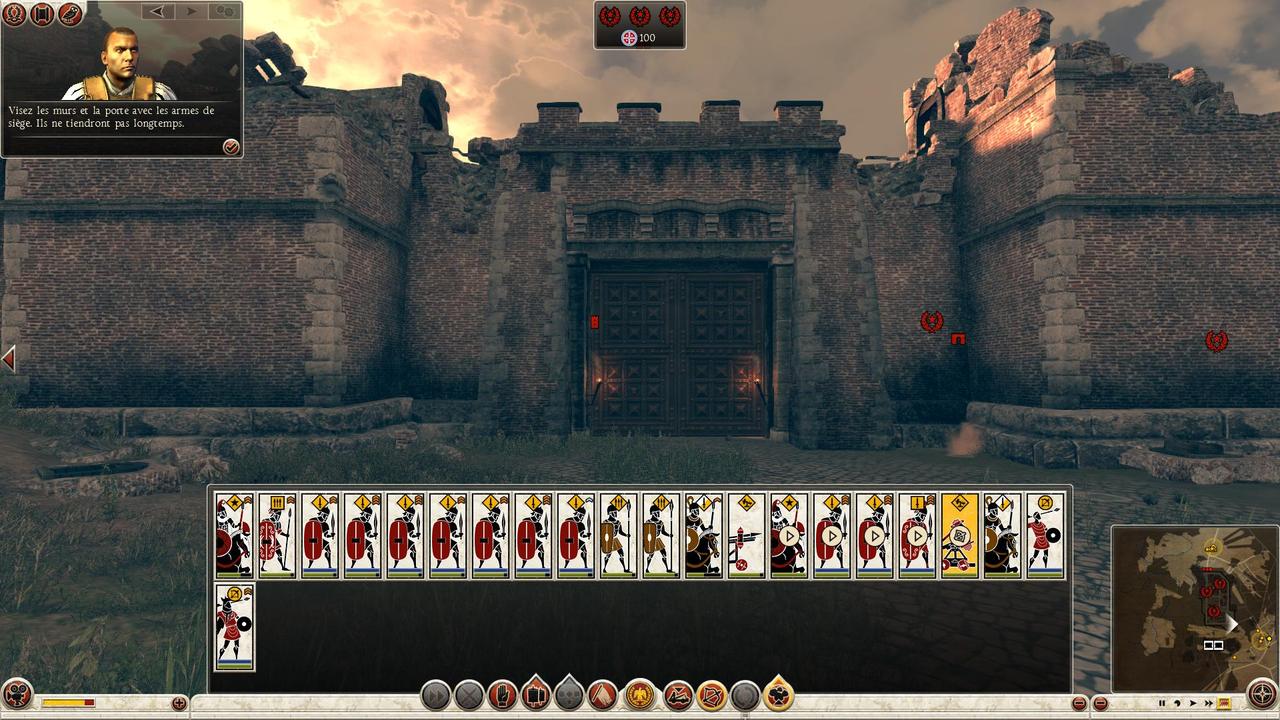 Visez les murs et la porte avec les armes de
siège. Ils ne tiendront pas longtemps.
100